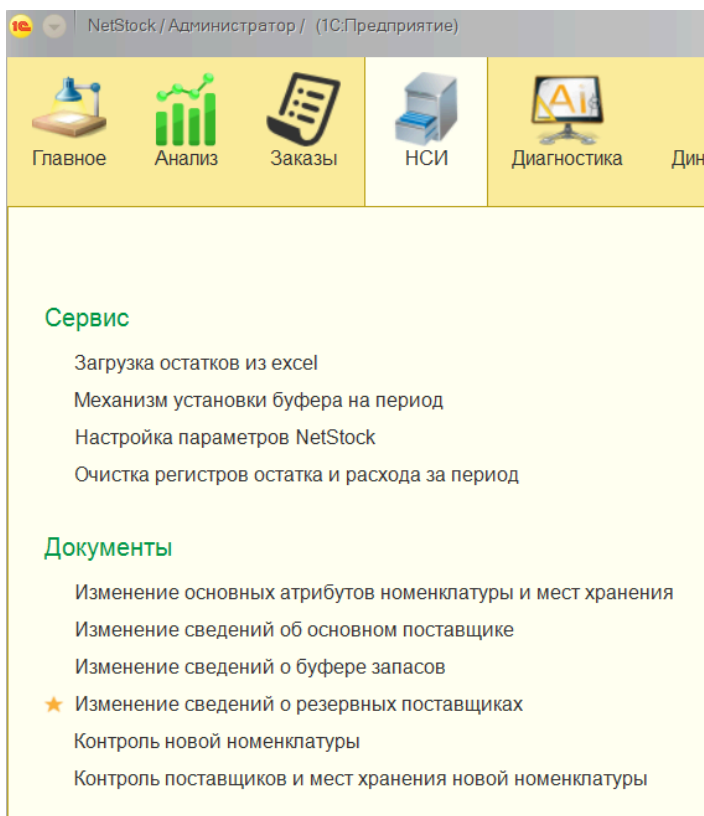 1С NetStock / Администратор / (1С:Предприятие)
Главное Анализ Заказы НСИ Диагностика
Сервис
Загрузка остатков из excel
Механизм установки буфера на период
Настройка параметров NetStock
Очистка регистров остатка и расхода за период
Документы
Изменение основных атрибутов номенклатуры и мест хранения
Изменение сведений об основном поставщике
Изменение сведений о буфере запасов
Изменение сведений о резервных поставщиках
Контроль новой номенклатуры
Контроль поставщиков и мест хранения новой номенклатуры